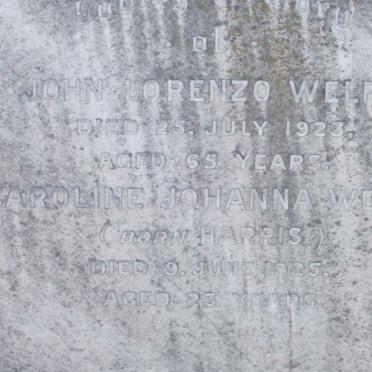 OF
JOHN LORENZO
DIED 25. JULY 1923,
AGED 65 YEARS
JOHANNA
(BORN HARRIS)
DIED 9. JUNE 1925.
AGED 23 YEARS.